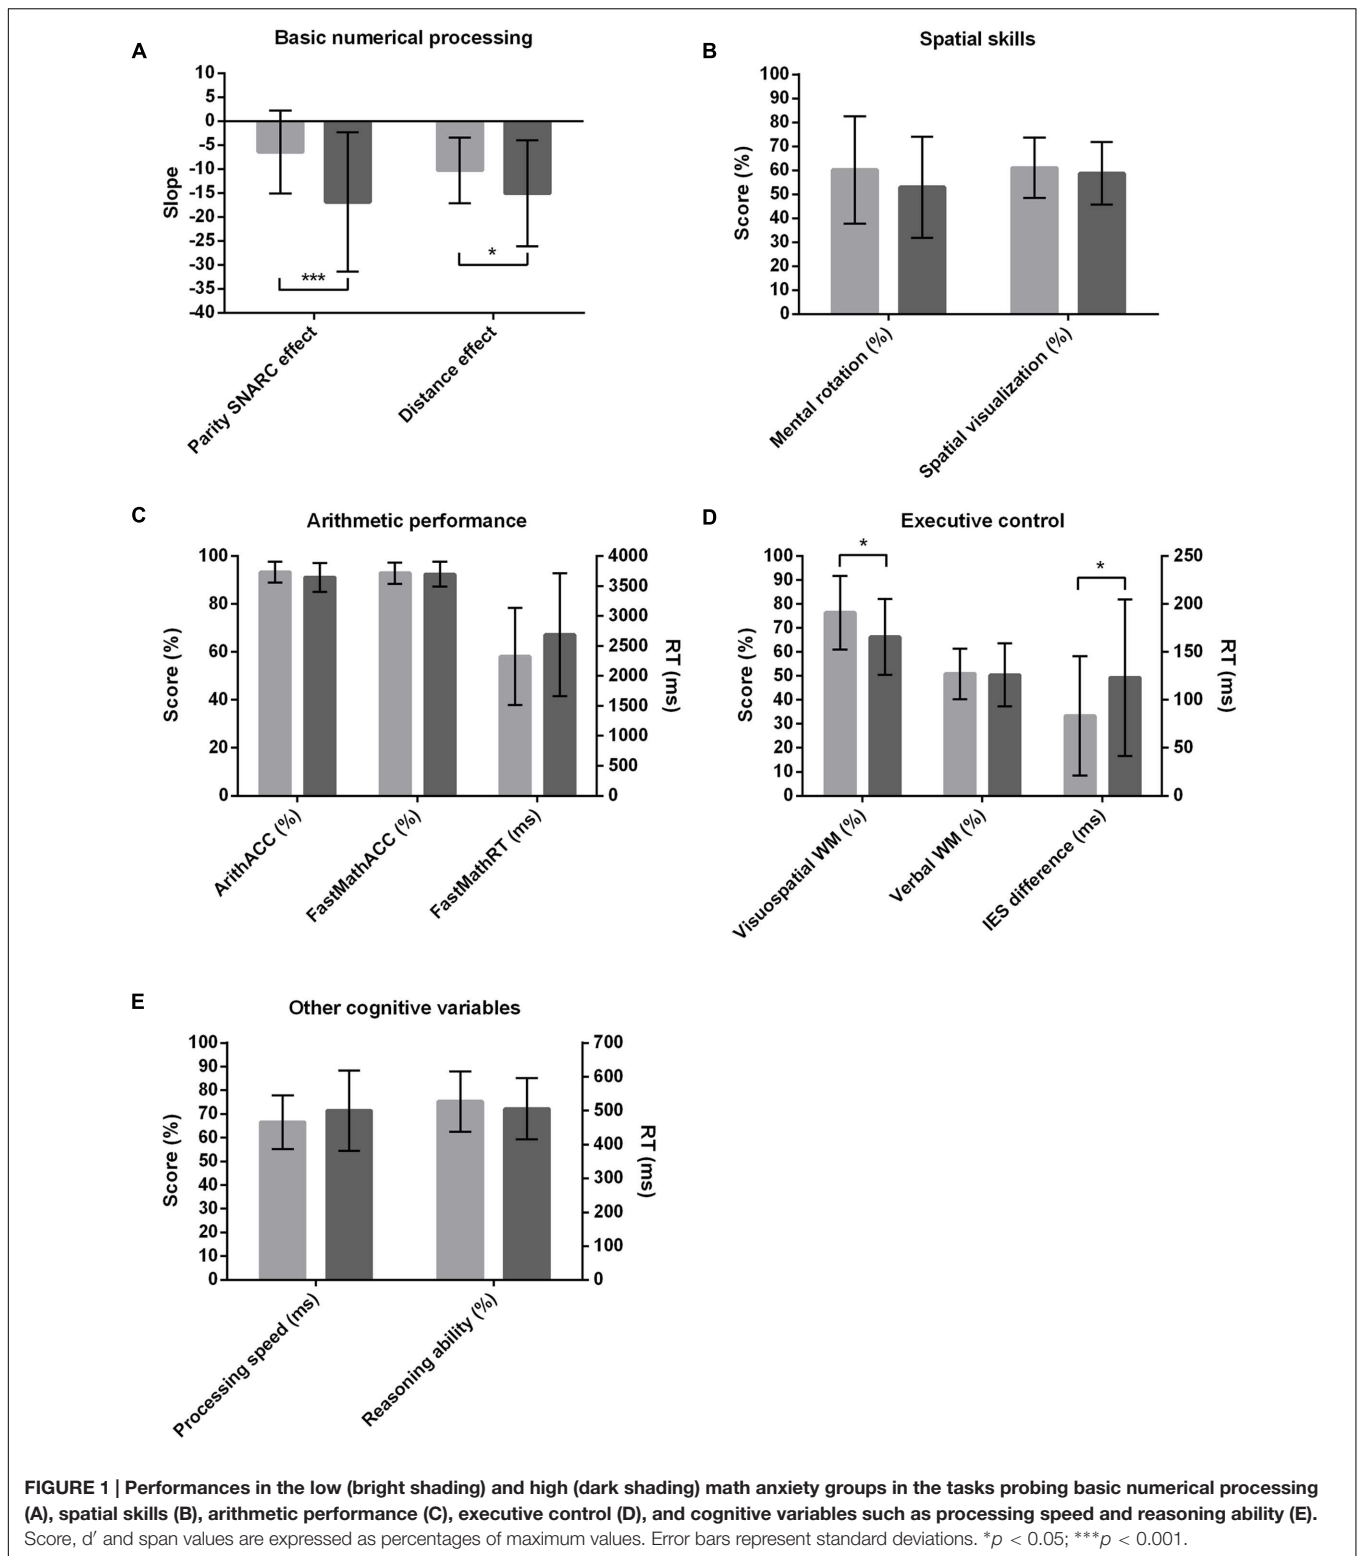 A
Basic numerical processing
10
5
0
-5
-10
-15
-20
-25
-30
-35
-40
Slope
***
*
Parity SNARC effect
Distance effect
B
Spatial skills
100
90
80
70
60
50
40
30
20
10
0
Score (%)
Mental rotation (%)
Spatial visualization (%)
C
Arithmetic performance
100
80
60
40
20
0
Score (%)
4000
3500
3000
2500
2000
1500
1000
500
0
RT (ms)
ArithACC (%)
FastMathACC (%)
FastMathRT (ms)
D
Executive control
100
90
80
70
60
50
40
30
20
10
0
Score (%)
*
*
250
200
150
100
50
0
RT (ms)
Visuospatial WM (%)
Verbal WM (%)
IES difference (ms)
E
Other cognitive variables
100
90
80
70
60
50
40
30
20
10
0
Score (%)
700
600
500
400
300
200
100
0
RT (ms)
Processing speed (ms)
Reasoning ability (%)
FIGURE 1 | Performances in the low (bright shading) and high (dark shading) math anxiety groups in the tasks probing basic numerical processing
(A), spatial skills (B), arithmetic performance (C), executive control (D), and cognitive variables such as processing speed and reasoning ability (E).
Score, d′ and span values are expressed as percentages of maximum values. Error bars represent standard deviations. *p < 0.05; ***p < 0.001.